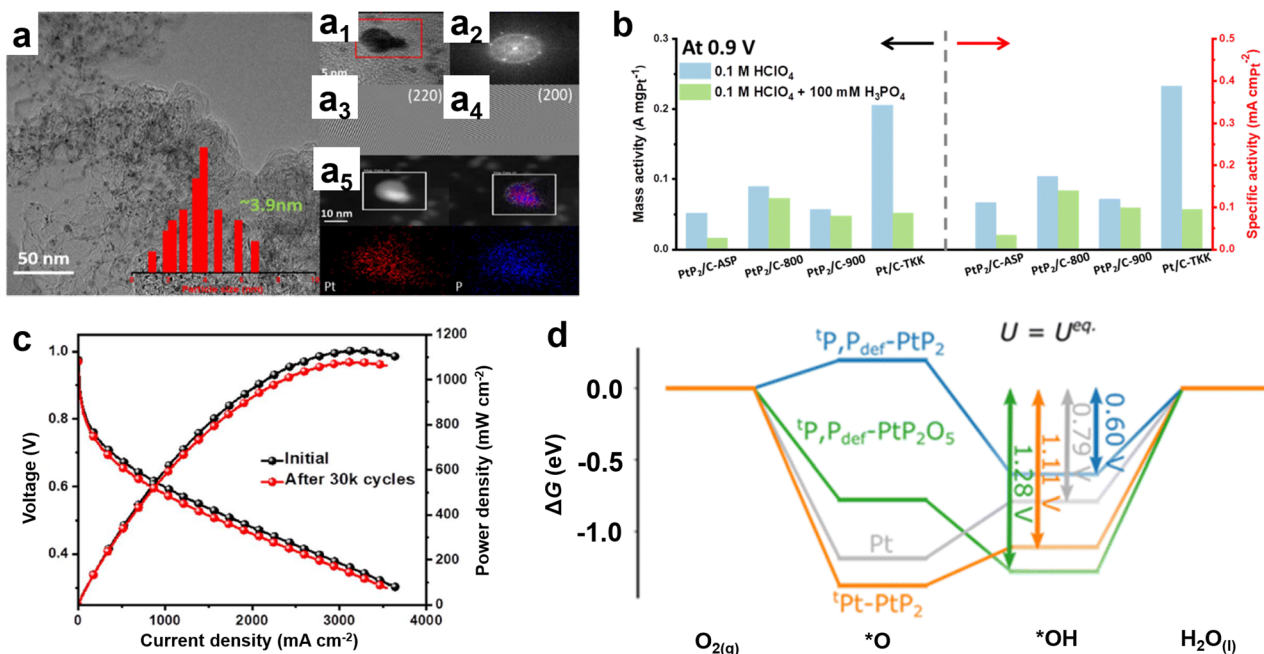 a
~3.9nm
50 nm
Particle size (nm)
a1
5 nm
a2
a3
(220)
a4
(200)
a5
10 nm
Pt
P
b
At 0.9 V
0.1 M HClO4
0.1 M HClO4 + 100 mM H3PO4
Mass activity (A mgPt-1)
0.3
0.2
0.1
0.0
Specific activity (mA cmPt-2)
0.5
0.4
0.3
0.2
0.1
0.0
PtP2/C-ASP
PtP2/C-800
PtP2/C-900
Pt/C-TKK
PtP2/C-ASP
PtP2/C-800
PtP2/C-900
Pt/C-TKK
c
Voltage (V)
1.0
0.8
0.6
0.4
Initial
After 30k cycles
Power density (mW cm-2)
1200
1000
800
600
400
200
0
0
1000
2000
3000
4000
Current density (mA cm-2)
d
U = Ueq.
tP,Pdef-PtP2
tP,Pdef-PtP2O5
Pt
tPt-PtP2
1.28 V
1.11 V
0.79 V
0.60 V
ΔG (eV)
0.0
-0.5
-1.0
O2(g)
*O
*OH
H2O(l)